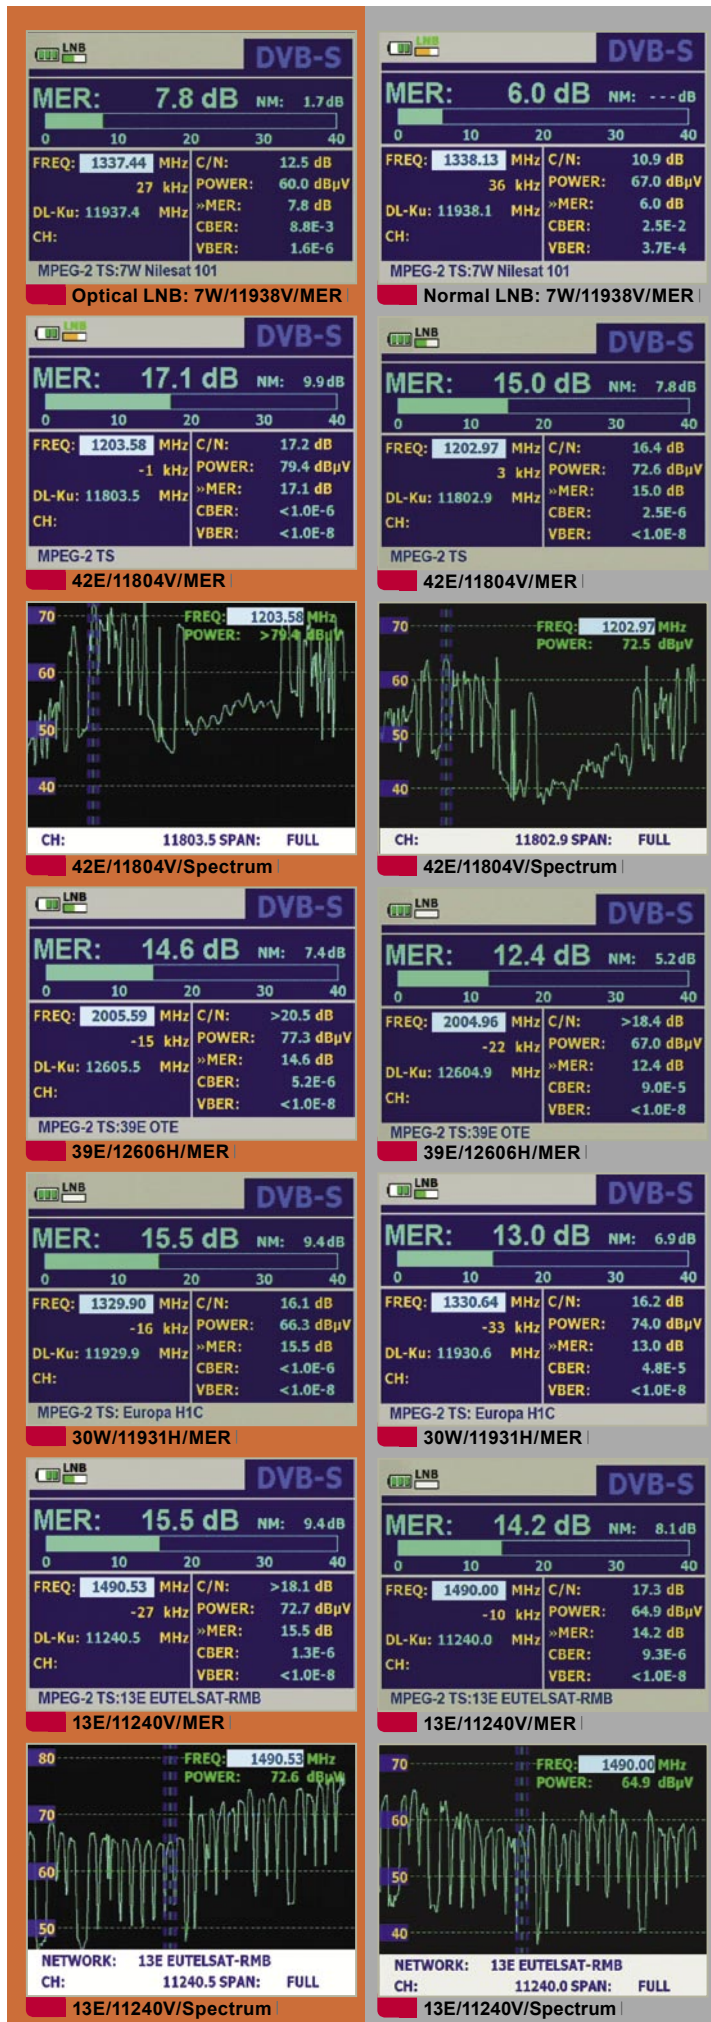 LNB
DVB-S
MER: 7.8 dB NM: 1.7dB
0 10 20 30 40
FREQ: 1337.44 MHz C/N: 12.5 dB
27 kHz POWER: 60.0 dBµV
DL-Ku: 11937.4 MHz »MER: 7.8 dB
CH: CBER: 8.8E-3
VBER: 1.6E-6
MPEG-2 TS:7W Nilesat 101
Optical LNB: 7W/11938V/MER
LNB
DVB-S
MER: 6.0 dB NM: ---dB
0 10 20 30 40
FREQ: 1338.13 MHz C/N: 10.9 dB
36 kHz POWER: 67.0 dBµV
DL-Ku: 11938.1 MHz »MER: 6.0 dB
CH: CBER: 2.5E-2
VBER: 3.7E-4
MPEG-2 TS:7W Nilesat 101
Normal LNB: 7W/11938V/MER
LNB
DVB-S
MER: 17.1 dB NM: 9.9dB
0 10 20 30 40
FREQ: 1203.58 MHz C/N: 17.2 dB
-1 kHz POWER: 79.4 dBµV
DL-Ku: 11803.5 MHz »MER: 17.1 dB
CH: CBER: <1.0E-6
VBER: <1.0E-8
MPEG-2 TS
42E/11804V/MER
LNB
DVB-S
MER: 15.0 dB NM: 7.8dB
0 10 20 30 40
FREQ: 1202.97 MHz C/N: 16.4 dB
3 kHz POWER: 72.6 dBµV
DL-Ku: 11802.9 MHz »MER: 15.0 dB
CH: CBER: 2.5E-6
VBER: <1.0E-8
MPEG-2 TS
42E/11804V/MER
70 FREQ: 1203.58 MHz
POWER: >79.4 dBµV
60
50
40
CH: 11803.5 SPAN: FULL
42E/11804V/Spectrum
70 FREQ: 1202.97 MHz
POWER: 72.5 dBµV
60
50
40
CH: 11802.9 SPAN: FULL
42E/11804V/Spectrum
LNB
DVB-S
MER: 14.6 dB NM: 7.4dB
0 10 20 30 40
FREQ: 2005.59 MHz C/N: >20.5 dB
-15 kHz POWER: 77.3 dBµV
DL-Ku: 12605.5 MHz »MER: 14.6 dB
CH: CBER: 5.2E-6
VBER: <1.0E-8
MPEG-2 TS:39E OTE
39E/12606H/MER
LNB
DVB-S
MER: 12.4 dB NM: 5.2dB
0 10 20 30 40
FREQ: 2004.96 MHz C/N: >18.4 dB
-22 kHz POWER: 67.0 dBµV
DL-Ku: 12604.9 MHz »MER: 12.4 dB
CH: CBER: 9.0E-5
VBER: <1.0E-8
MPEG-2 TS:39E OTE
39E/12606H/MER
LNB
DVB-S
MER: 15.5 dB NM: 9.4dB
0 10 20 30 40
FREQ: 1329.90 MHz C/N: 16.1 dB
-16 kHz POWER: 66.3 dBµV
DL-Ku: 11929.9 MHz »MER: 15.5 dB
CH: CBER: <1.0E-6
VBER: <1.0E-8
MPEG-2 TS: Europa H1C
30W/11931H/MER
LNB
DVB-S
MER: 13.0 dB NM: 6.9dB
0 10 20 30 40
FREQ: 1330.64 MHz C/N: 16.2 dB
-33 kHz POWER: 74.0 dBµV
DL-Ku: 11930.6 MHz »MER: 13.0 dB
CH: CBER: 4.8E-5
VBER: <1.0E-8
MPEG-2 TS: Europa H1C
30W/11931H/MER
LNB
DVB-S
MER: 15.5 dB NM: 9.4dB
0 10 20 30 40
FREQ: 1490.53 MHz C/N: >18.1 dB
-27 kHz POWER: 72.7 dBµV
DL-Ku: 11240.5 MHz »MER: 15.5 dB
CH: CBER: 1.3E-6
VBER: <1.0E-8
MPEG-2 TS:13E EUTELSAT-RMB
13E/11240V/MER
LNB
DVB-S
MER: 14.2 dB NM: 8.1dB
0 10 20 30 40
FREQ: 1490.00 MHz C/N: 17.3 dB
-10 kHz POWER: 64.9 dBµV
DL-Ku: 11240.0 MHz »MER: 14.2 dB
CH: CBER: 9.3E-6
VBER: <1.0E-8
MPEG-2 TS:13E EUTELSAT-RMB
13E/11240V/MER
80 FREQ: 1490.53 MHz
POWER: 72.6 dBµV
70
60
50
NETWORK: 13E EUTELSAT-RMB
CH: 11240.5 SPAN: FULL
13E/11240V/Spectrum
70 FREQ: 1490.00 MHz
POWER: 64.9 dBµV
60
50
40
NETWORK: 13E EUTELSAT-RMB
CH: 11240.0 SPAN: FULL
13E/11240V/Spectrum